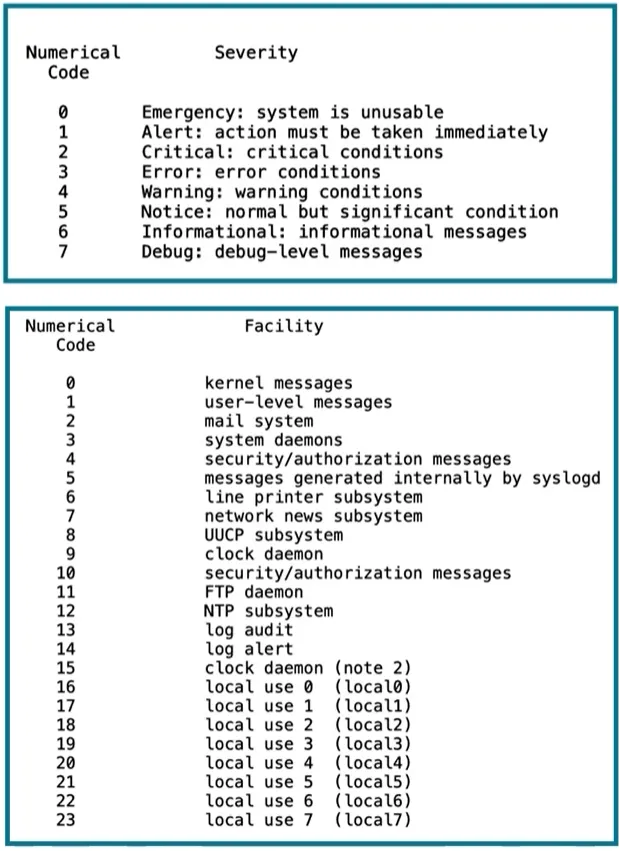 Numerical Severity
Code
0 Emergency: system is unusable
1 Alert: action must be taken immediately
2 Critical: critical conditions
3 Error: error conditions
4 Warning: warning conditions
5 Notice: normal but significant condition
6 Informational: informational messages
7 Debug: debug-level messages
Numerical Facility
Code
0 kernel messages
1 user-level messages
2 mail system
3 system daemons
4 security/authorization messages
5 messages generated internally by syslogd
6 line printer subsystem
7 network news subsystem
8 UUCP subsystem
9 clock daemon
10 security/authorization messages
11 FTP daemon
12 NTP subsystem
13 log audit
14 log alert
15 clock daemon (note 2)
16 local use 0 (local0)
17 local use 1 (local1)
18 local use 2 (local2)
19 local use 3 (local3)
20 local use 4 (local4)
21 local use 5 (local5)
22 local use 6 (local6)
23 local use 7 (local7)